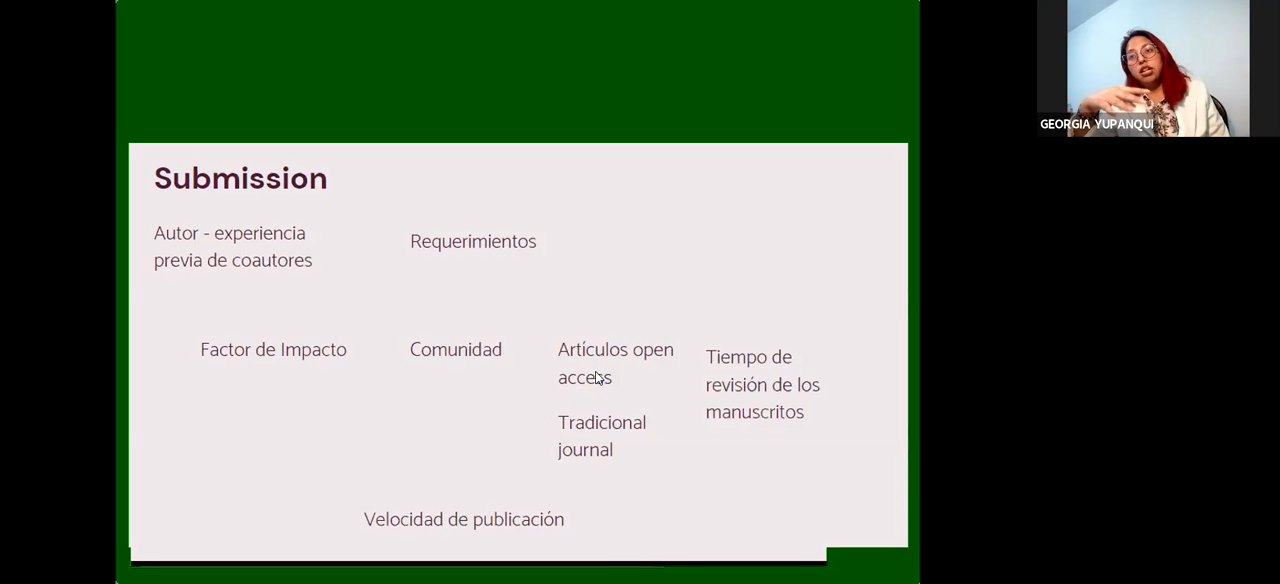 GEORGIA YUPANQUI
Submission
Autor - experiencia
previa de coautores
Requerimientos
Factor de Impacto
Comunidad
Artículos open
access
Tradicional
journal
Tiempo de
revisión de los
manuscritos
Velocidad de publicación